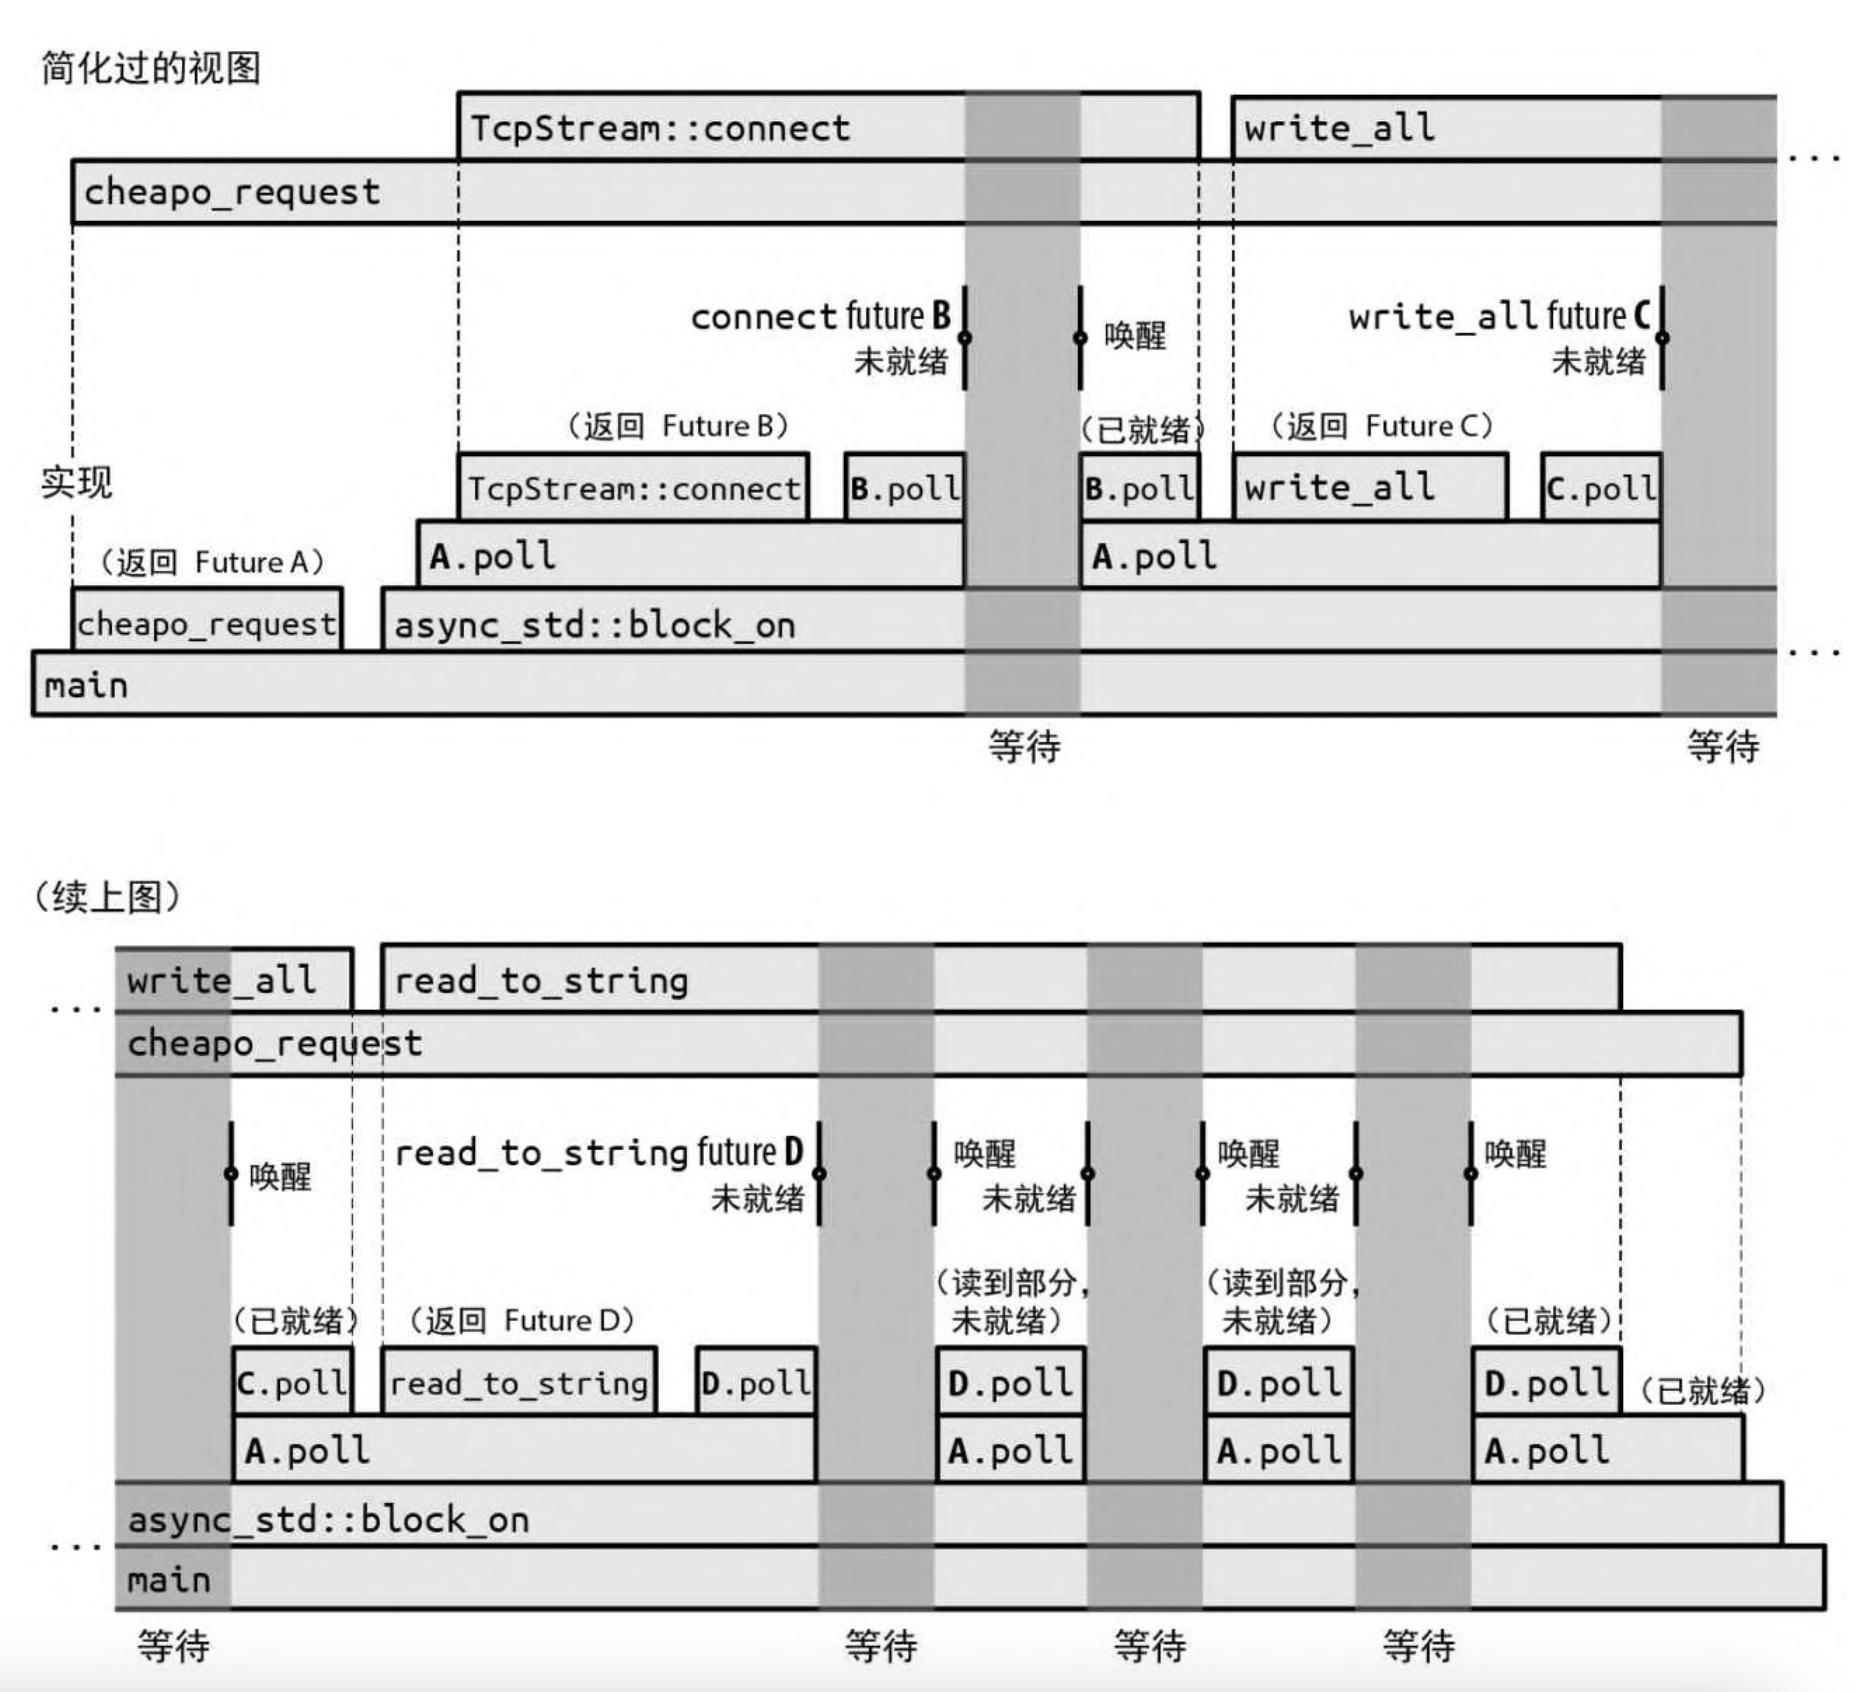 简化过的视图
TcpStream::connect
write_all
...
cheapo_request
connect future B
未就绪
唤醒
write_all future C
未就绪
（返回 Future B）
（已就绪）
（返回 Future C）
实现
TcpStream::connect
B.poll
B.poll
write_all
C.poll
（返回 Future A）
A.poll
A.poll
cheapo_request
async_std::block_on
...
main
等待
等待
（续上图）
write_all
read_to_string
...
cheapo_request
唤醒
read_to_string future D
未就绪
唤醒
未就绪
唤醒
未就绪
唤醒
（已就绪）
（返回 Future D）
（读到部分，
未就绪）
（读到部分，
未就绪）
（已就绪）
C.poll
read_to_string
D.poll
D.poll
D.poll
D.poll
（已就绪）
A.poll
A.poll
A.poll
A.poll
async_std::block_on
...
main
等待
等待
等待
等待